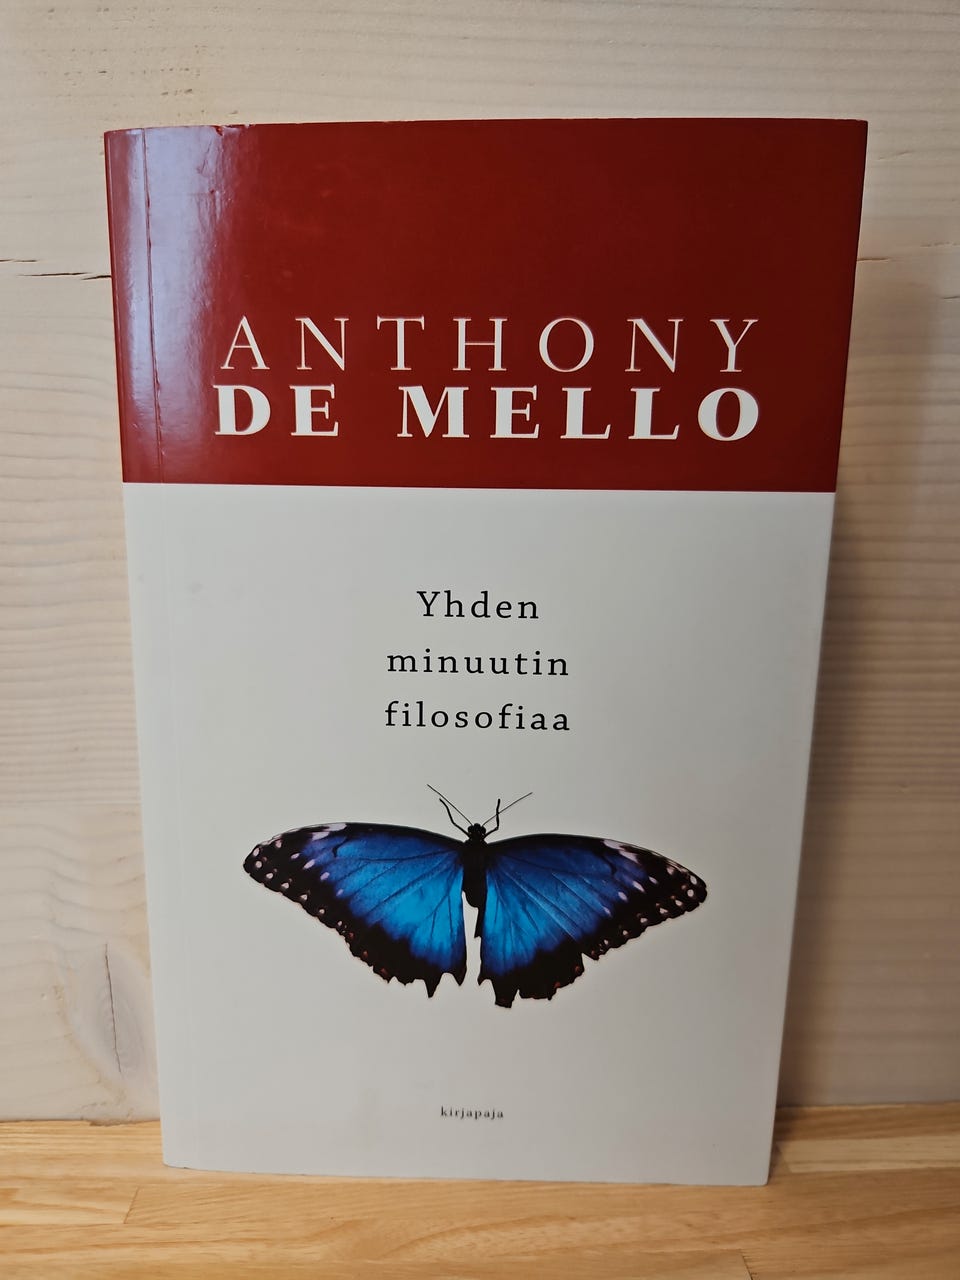 ANTHONY
DE MELLO
Yhden
minuutin
filosofiaa
kirjapaja